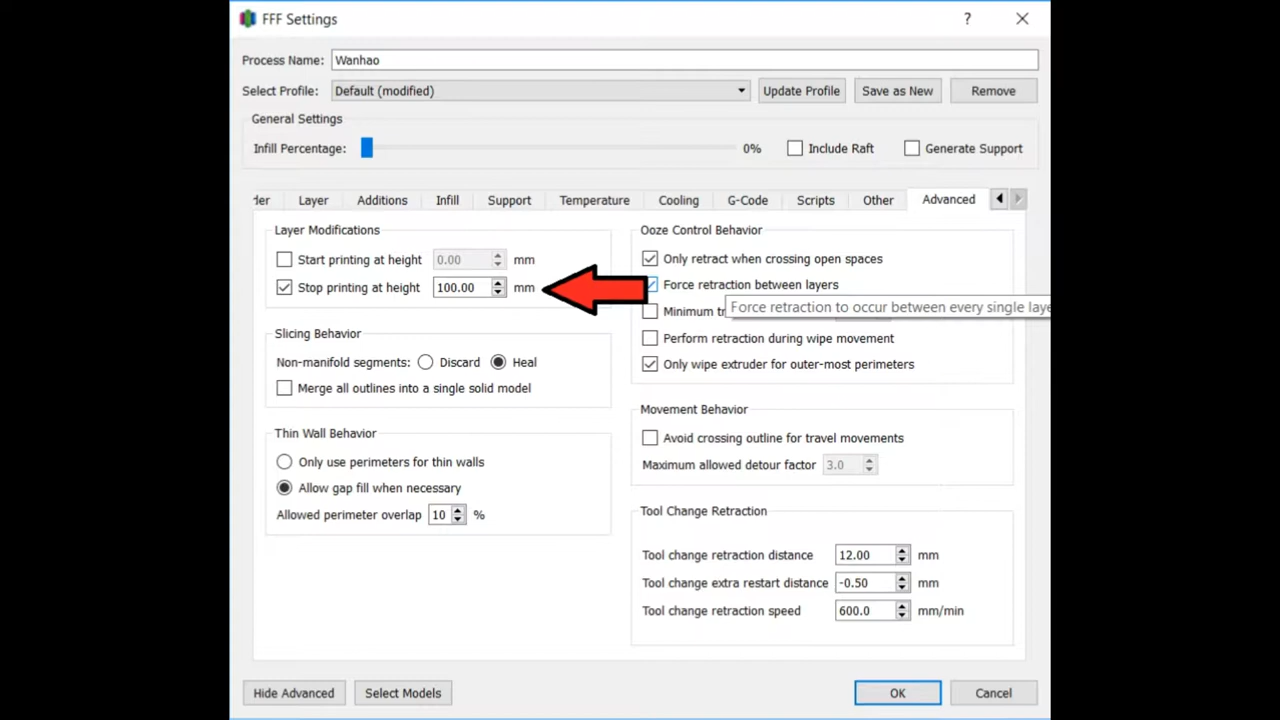 FFF Settings
?
Process Name: Wanhao
Select Profile: Default (modified) Update Profile Save as New Remove
General Settings
Infill Percentage: 0% Include Raft Generate Support
der Layer Additions Infill Support Temperature Cooling G-Code Scripts Other Advanced
Layer Modifications
Start printing at height 0.00 mm
Stop printing at height 100.00 mm
Slicing Behavior
Non-manifold segments: Discard Heal
Merge all outlines into a single solid model
Thin Wall Behavior
Only use perimeters for thin walls
Allow gap fill when necessary
Allowed perimeter overlap 10 %
Ooze Control Behavior
Only retract when crossing open spaces
Force retraction between layers
Force retraction to occur between every single laye
Minimum tr
Perform retraction during wipe movement
Only wipe extruder for outer-most perimeters
Movement Behavior
Avoid crossing outline for travel movements
Maximum allowed detour factor 3.0
Tool Change Retraction
Tool change retraction distance 12.00 mm
Tool change extra restart distance -0.50 mm
Tool change retraction speed 600.0 mm/min
Hide Advanced Select Models OK Cancel